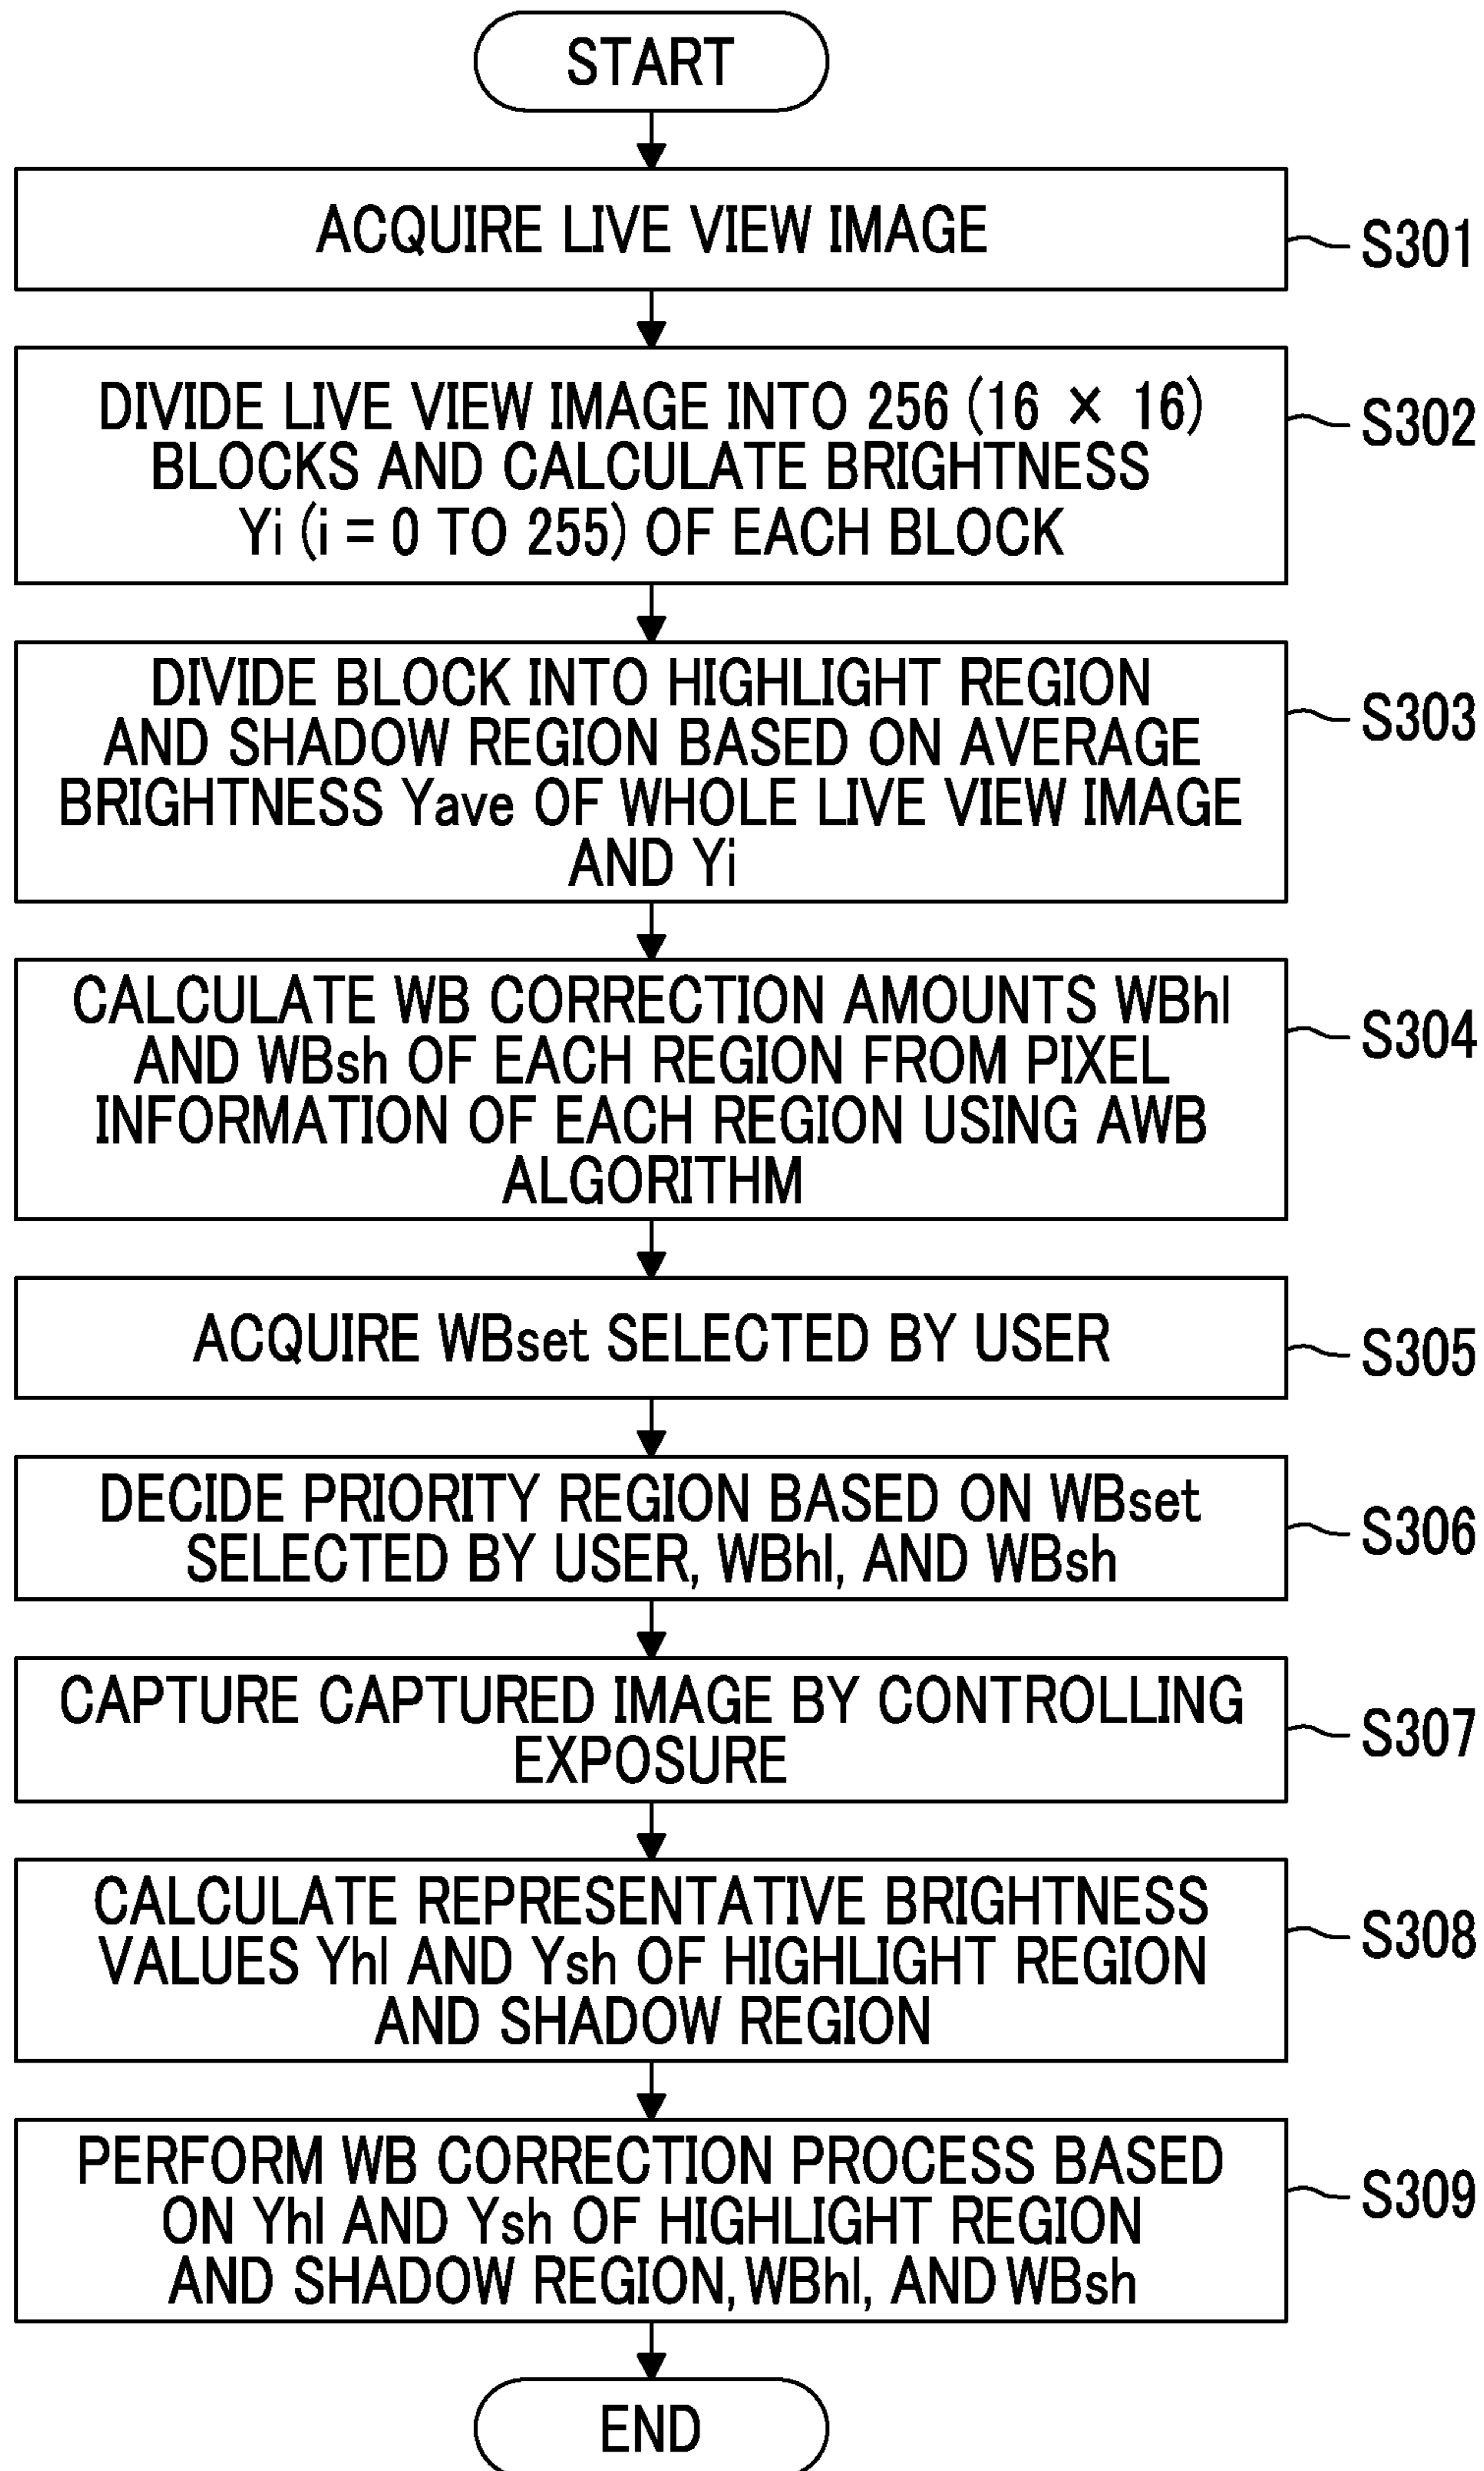 START
ACQUIRE LIVE VIEW IMAGE
S301
DIVIDE LIVE VIEW IMAGE INTO 256 (16 × 16)
BLOCKS AND CALCULATE BRIGHTNESS
Yi (i = 0 TO 255) OF EACH BLOCK
S302
DIVIDE BLOCK INTO HIGHLIGHT REGION
AND SHADOW REGION BASED ON AVERAGE
BRIGHTNESS Yave OF WHOLE LIVE VIEW IMAGE
AND Yi
S303
CALCULATE WB CORRECTION AMOUNTS WBhl
AND WBsh OF EACH REGION FROM PIXEL
INFORMATION OF EACH REGION USING AWB
ALGORITHM
S304
ACQUIRE WBset SELECTED BY USER
S305
DECIDE PRIORITY REGION BASED ON WBset
SELECTED BY USER, WBhl, AND WBsh
S306
CAPTURE CAPTURED IMAGE BY CONTROLLING
EXPOSURE
S307
CALCULATE REPRESENTATIVE BRIGHTNESS
VALUES Yhl AND Ysh OF HIGHLIGHT REGION
AND SHADOW REGION
S308
PERFORM WB CORRECTION PROCESS BASED
ON Yhl AND Ysh OF HIGHLIGHT REGION
AND SHADOW REGION, WBhl, AND WBsh
S309
END